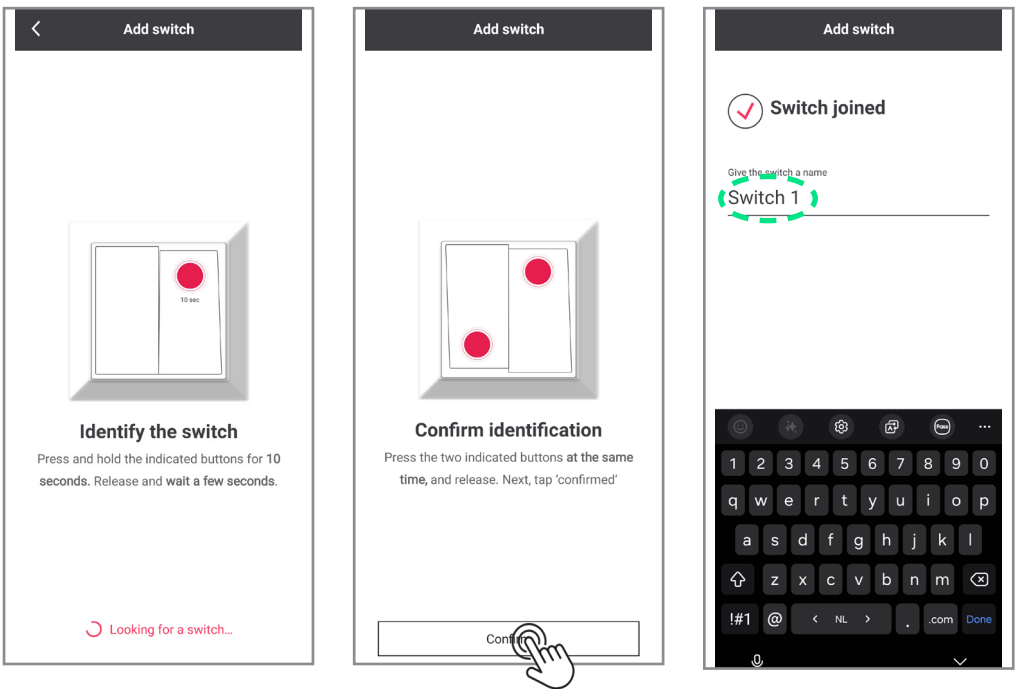 Add switch
10 sec
Identify the switch
Press and hold the indicated buttons for 10
seconds. Release and wait a few seconds.
Looking for a switch...
Add switch
Confirm identification
Press the two indicated buttons at the same
time, and release. Next, tap 'confirmed'
Confirm
Add switch
Switch joined
Give the switch a name
Switch 1
Pass
1 2 3 4 5 6 7 8 9 0
q w e r t y u i o p
a s d f g h j k l
z x c v b n m
!#1 @ < NL > . .com Done